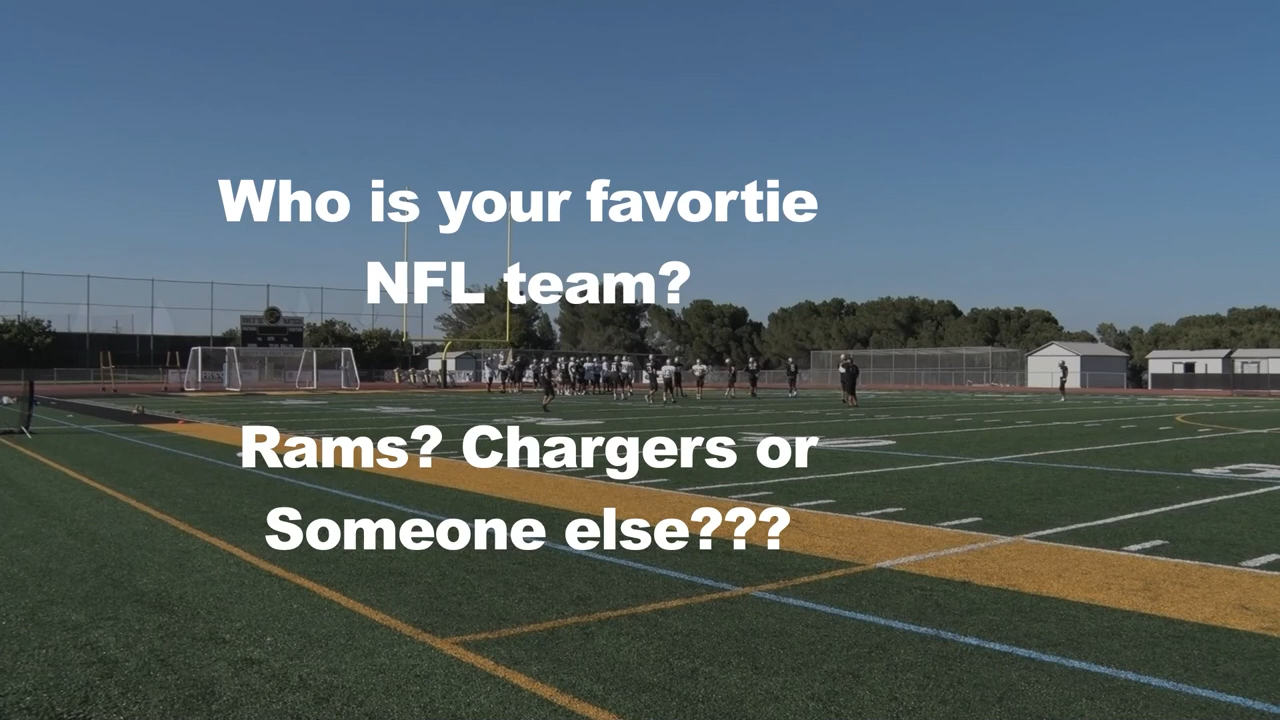 Who is your favortie
NFL team?
Rams? Chargers or
Someone else???